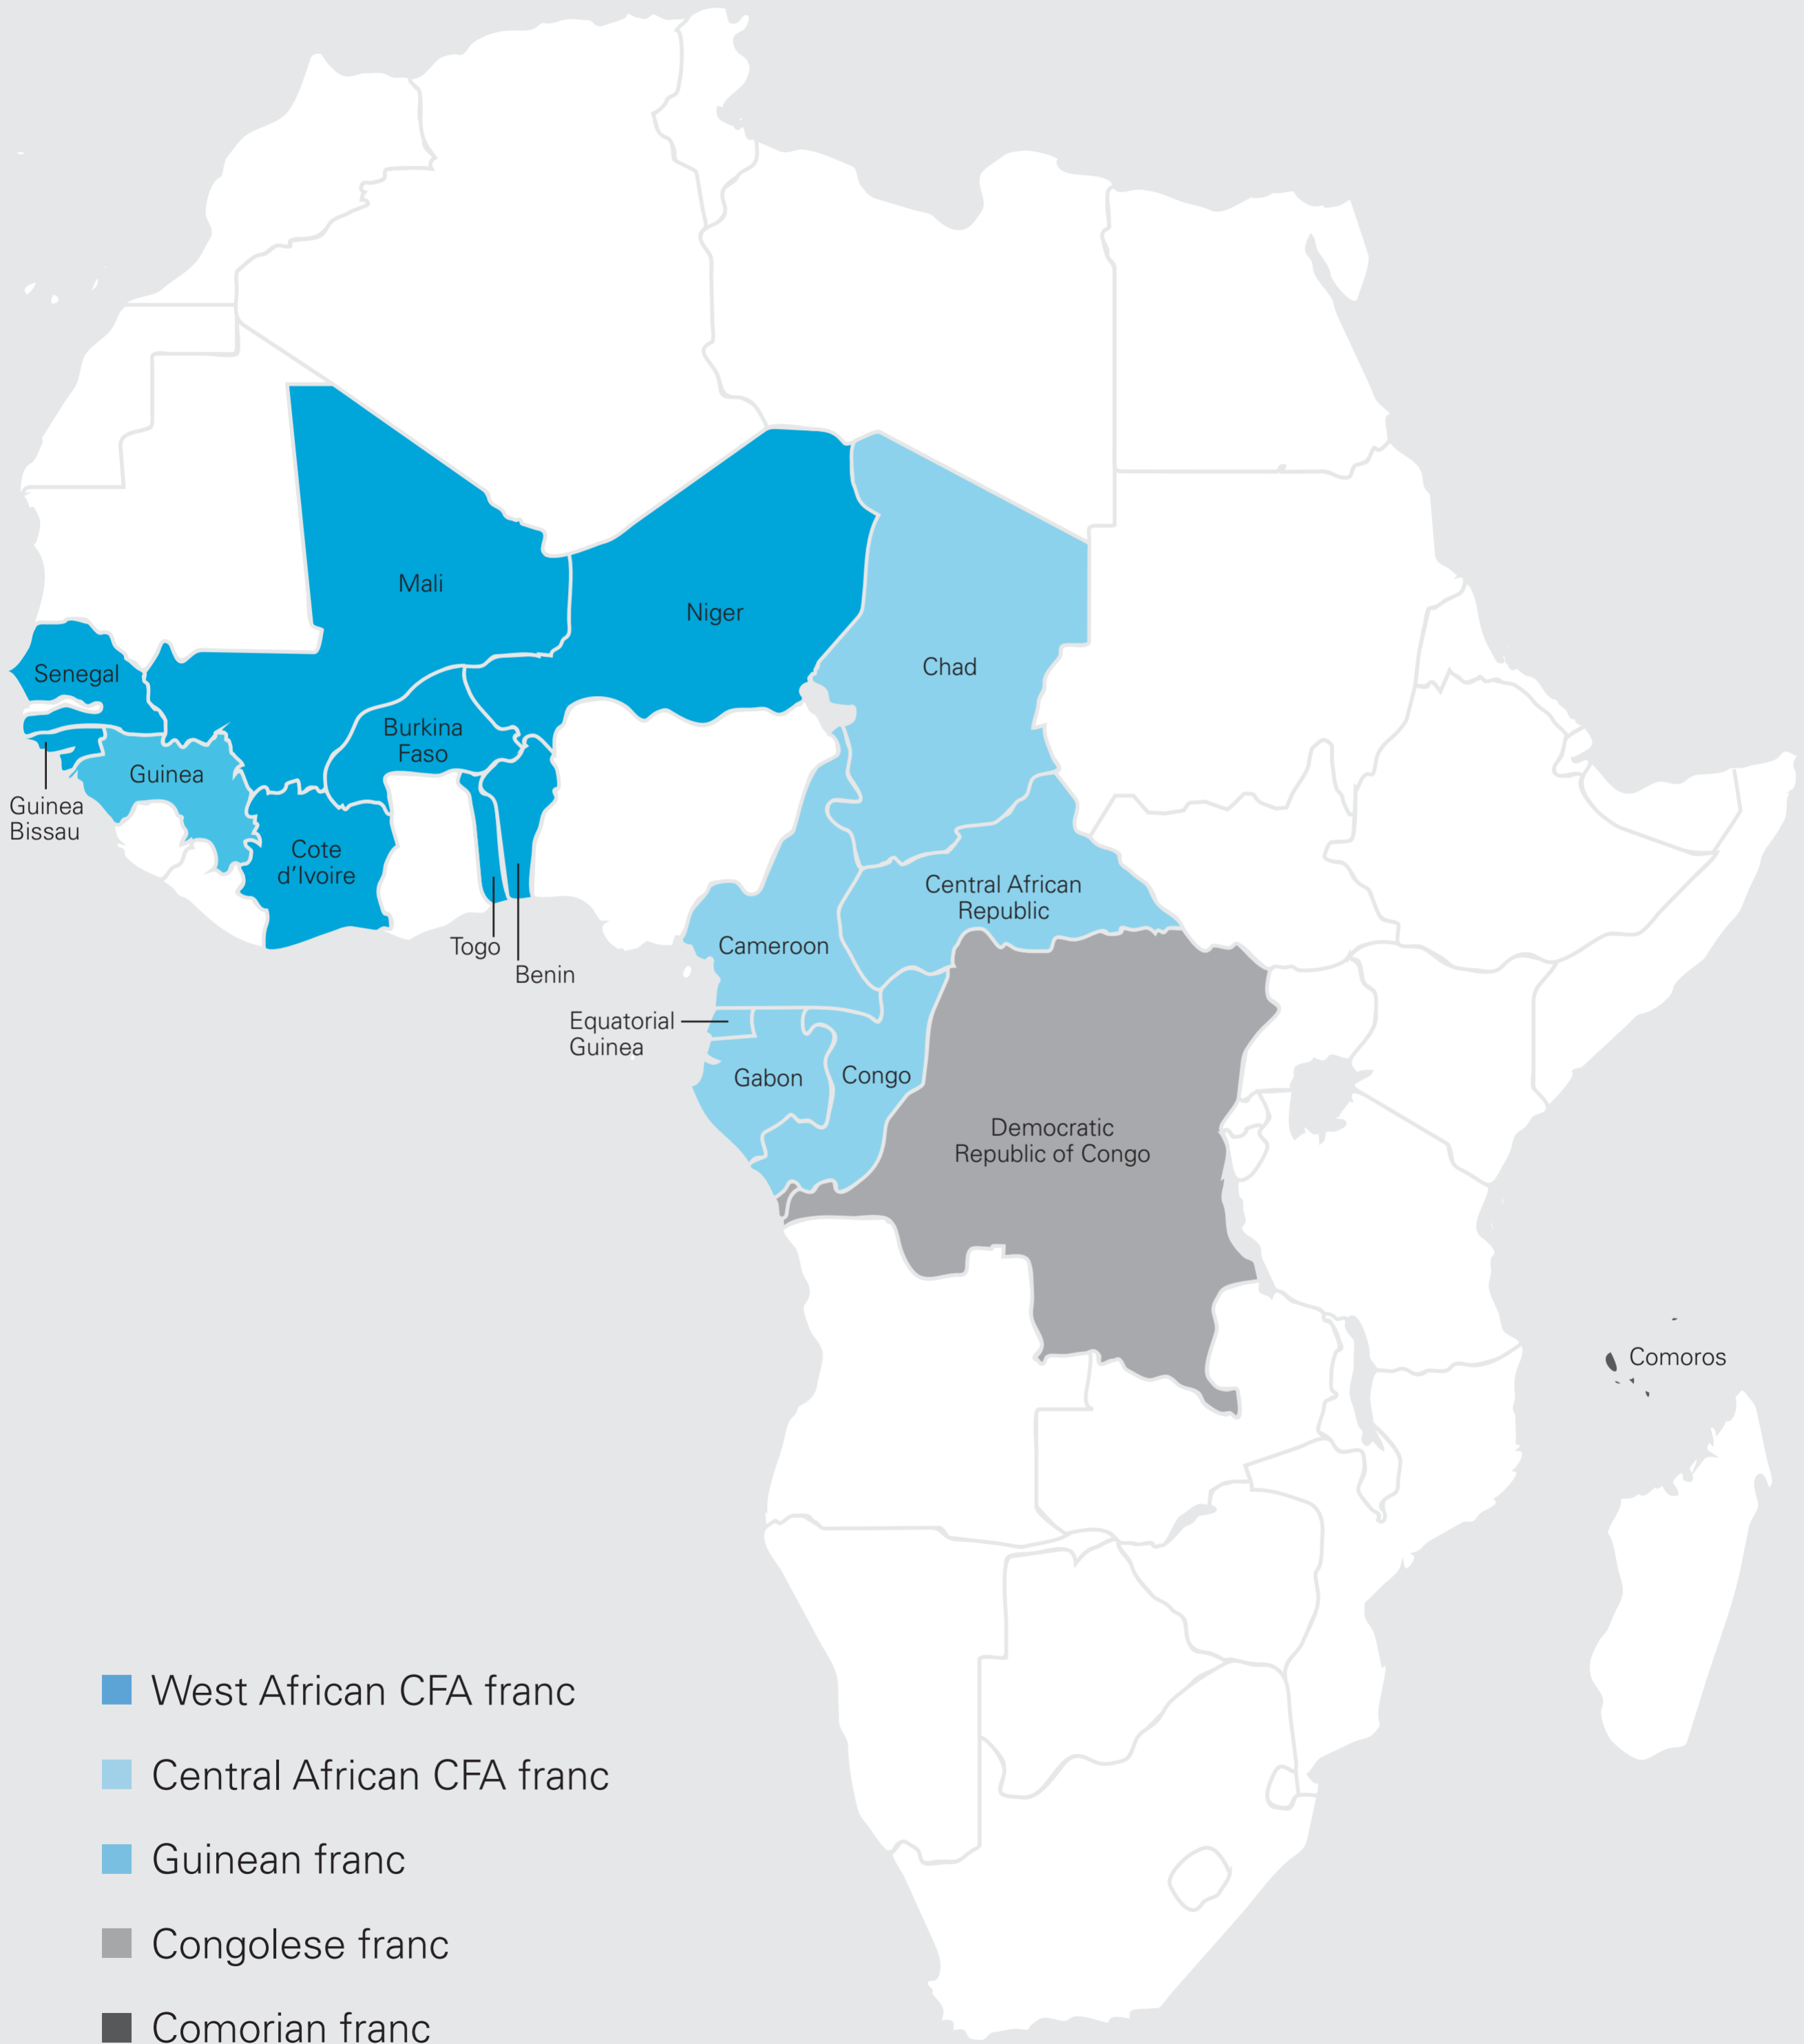 Mali
Niger
Senegal
Chad
Burkina
Faso
Guinea
Guinea
Bissau
Cote
d'Ivoire
Central African
Republic
Togo
Cameroon
Benin
Equatorial
Guinea
Gabon
Congo
Democratic
Republic of Congo
Comoros
West African CFA franc
Central African CFA franc
Guinean franc
Congolese franc
Comorian franc